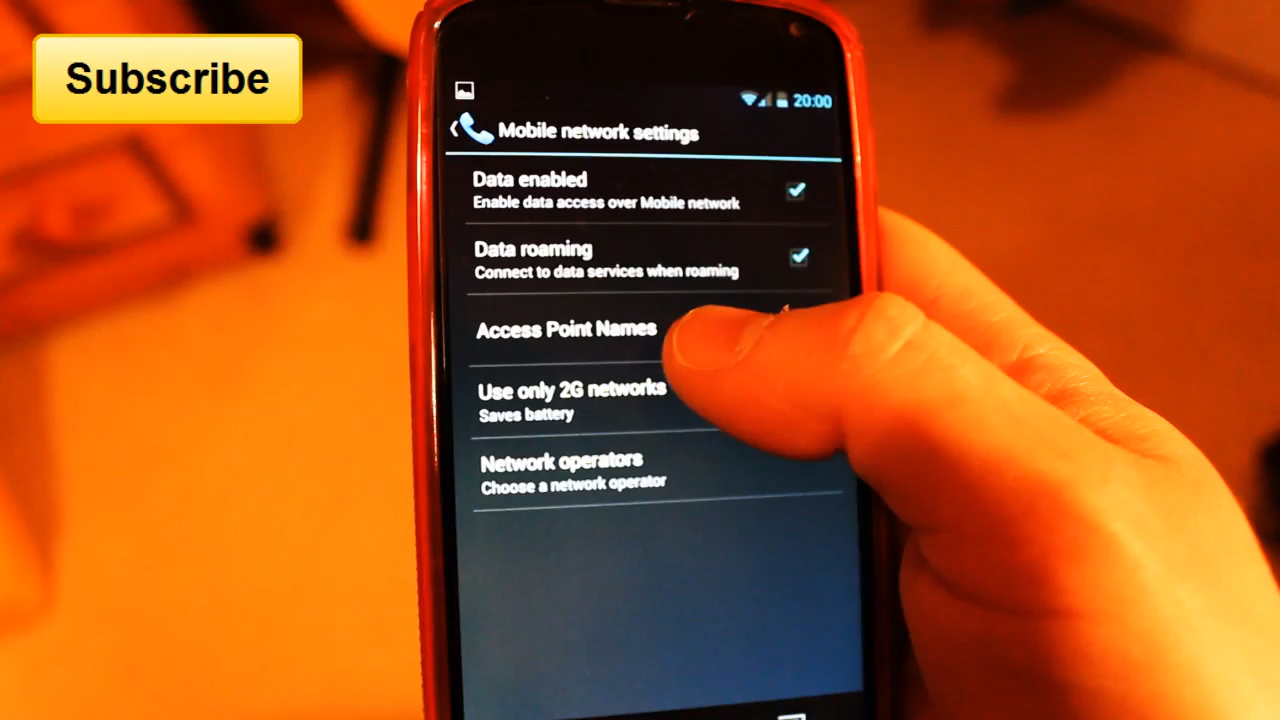 Subscribe
20:00
Mobile network settings
Data enabled
Enable data access over Mobile network
Data roaming
Connect to data services when roaming
Access Point Names
Use only 2G networks
Saves battery
Network operators
Choose a network operator